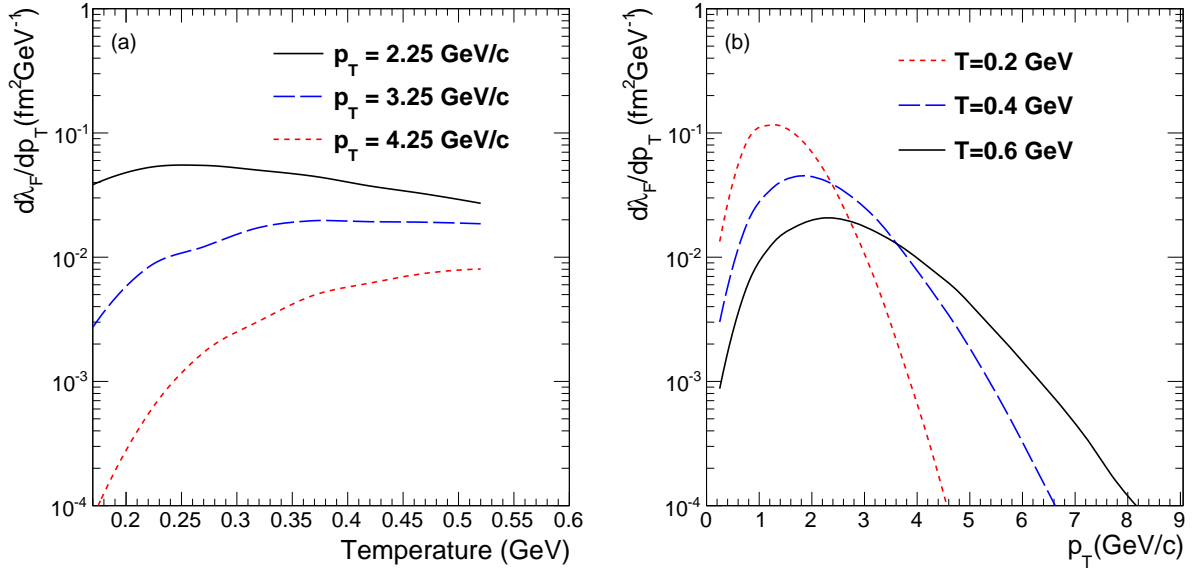 (a)
p_T = 2.25 GeV/c
p_T = 3.25 GeV/c
p_T = 4.25 GeV/c
dλ_F/dp_T(fm²GeV⁻¹)
1
10⁻¹
10⁻²
10⁻³
10⁻⁴
0.2 0.25 0.3 0.35 0.4 0.45 0.5 0.55 0.6
Temperature (GeV)
(b)
T=0.2 GeV
T=0.4 GeV
T=0.6 GeV
dλ_F/dp_T(fm²GeV⁻¹)
1
10⁻¹
10⁻²
10⁻³
10⁻⁴
0 1 2 3 4 5 6 7 8 9
p_T(GeV/c)